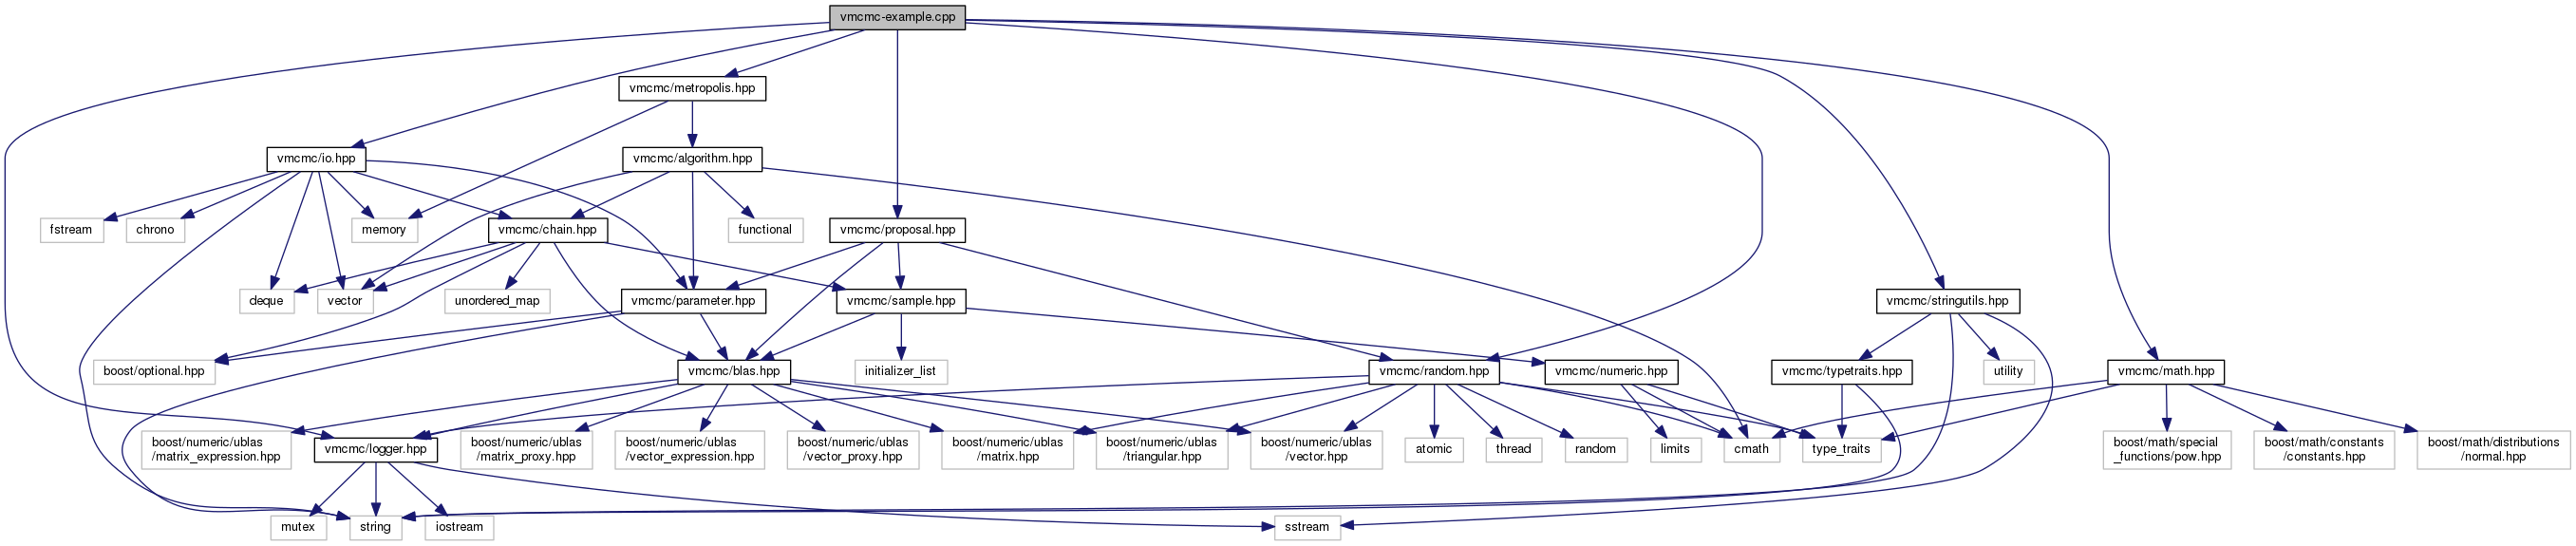 vmcmc-example.cpp
vmcmc/metropolis.hpp
vmcmc/io.hpp
vmcmc/algorithm.hpp
fstream
chrono
memory
vmcmc/chain.hpp
functional
vmcmc/proposal.hpp
deque
vector
unordered_map
vmcmc/parameter.hpp
vmcmc/sample.hpp
vmcmc/stringutils.hpp
boost/optional.hpp
vmcmc/blas.hpp
initializer_list
vmcmc/random.hpp
vmcmc/numeric.hpp
vmcmc/typetraits.hpp
utility
vmcmc/math.hpp
boost/numeric/ublas
/matrix_expression.hpp
vmcmc/logger.hpp
boost/numeric/ublas
/matrix_proxy.hpp
boost/numeric/ublas
/vector_expression.hpp
boost/numeric/ublas
/vector_proxy.hpp
boost/numeric/ublas
/matrix.hpp
boost/numeric/ublas
/triangular.hpp
boost/numeric/ublas
/vector.hpp
atomic
thread
random
limits
cmath
type_traits
boost/math/special
_functions/pow.hpp
boost/math/constants
/constants.hpp
boost/math/distributions
/normal.hpp
mutex
string
iostream
sstream